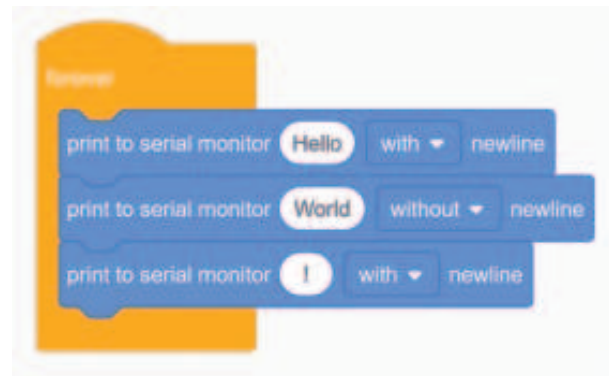 forever
print to serial monitor Hello with newline
print to serial monitor World without newline
print to serial monitor ! with newline